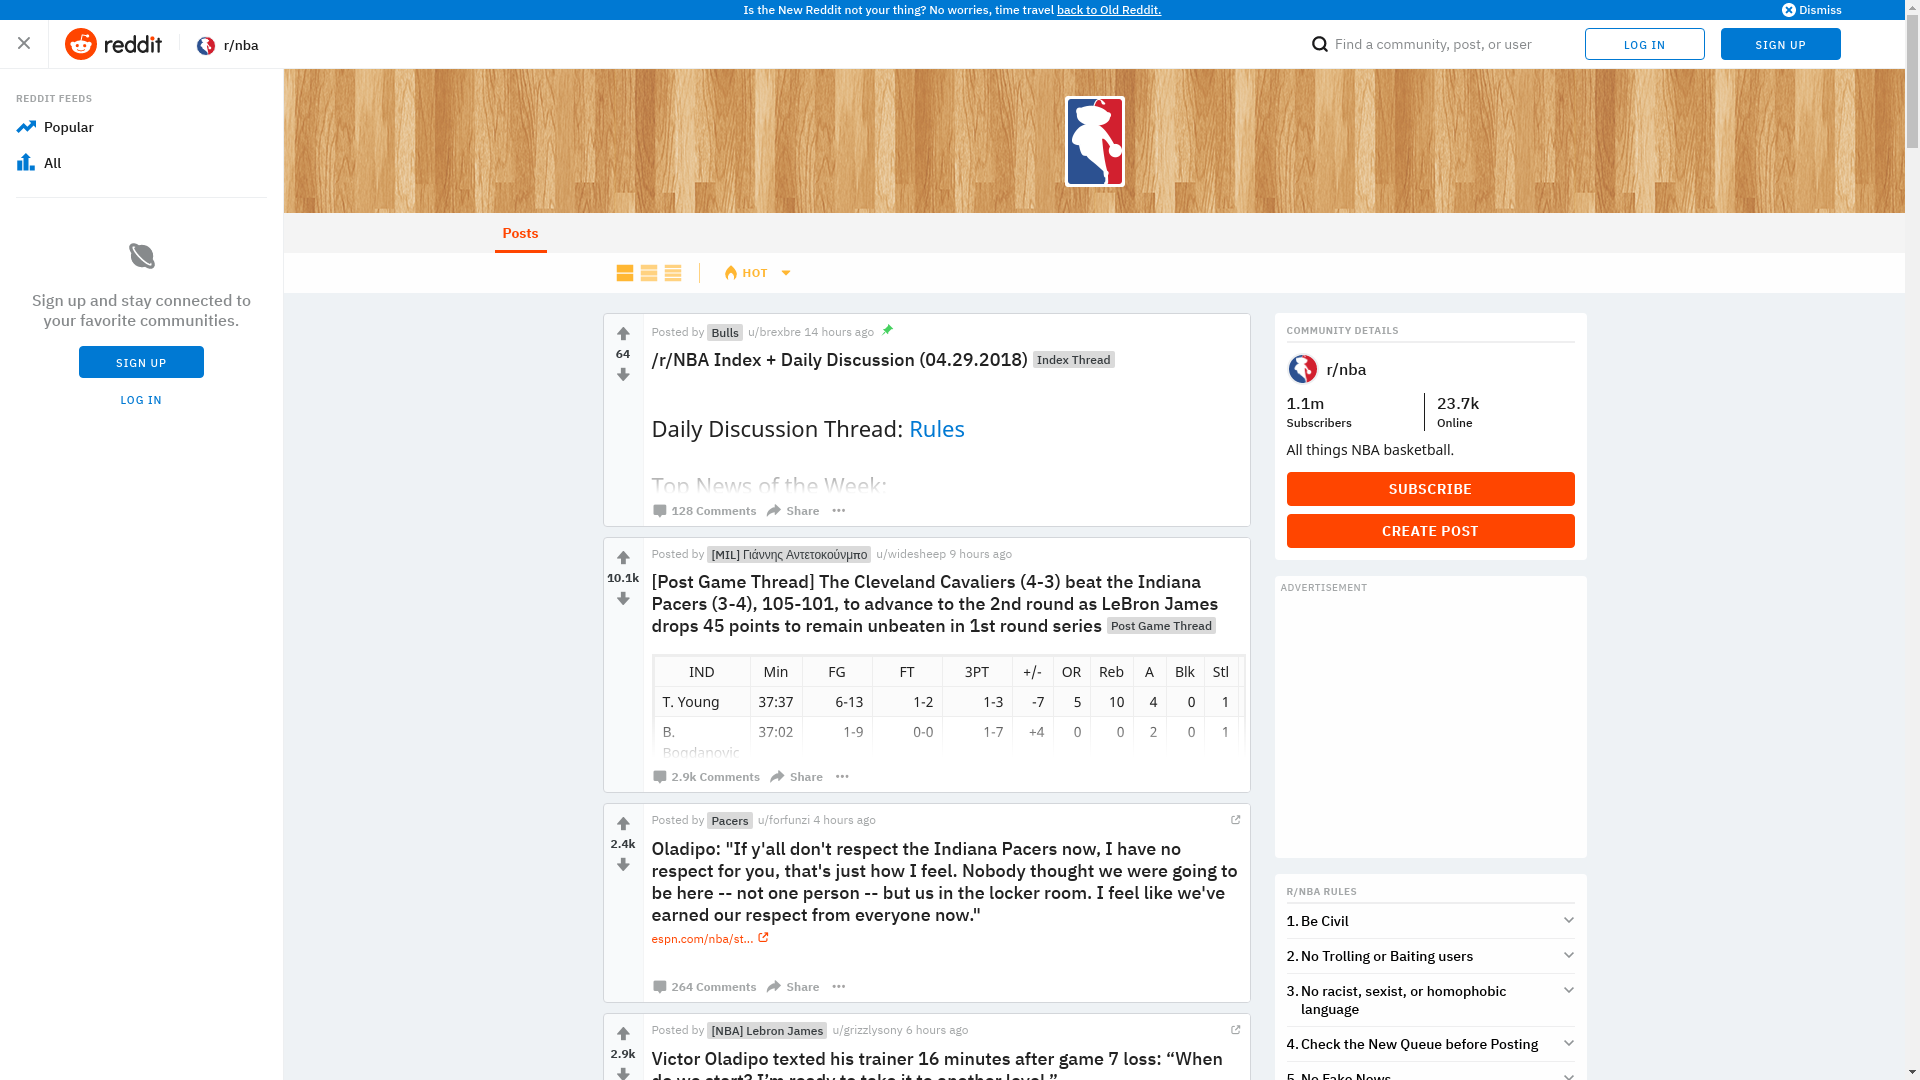 Is the New Reddit not your thing? No worries, time travel back to Old Reddit.
Dismiss
reddit
r/nba
Find a community, post, or user
LOG IN
SIGN UP
REDDIT FEEDS
Popular
All
Sign up and stay connected to
your favorite communities.
SIGN UP
LOG IN
Posts
HOT
Posted by Bulls u/brexbre 14 hours ago
64
/r/NBA Index + Daily Discussion (04.29.2018) Index Thread
Daily Discussion Thread: Rules
Top News of the Week:
128 Comments Share
Posted by [MIL] Γιάννης Αντετοκούνμπο u/widesheep 9 hours ago
10.1k
[Post Game Thread] The Cleveland Cavaliers (4-3) beat the Indiana
Pacers (3-4), 105-101, to advance to the 2nd round as LeBron James
drops 45 points to remain unbeaten in 1st round series Post Game Thread
IND Min FG FT 3PT +/- OR Reb A Blk Stl
T. Young 37:37 6-13 1-2 1-3 -7 5 10 4 0 1
B. 37:02 1-9 0-0 1-7 +4 0 0 2 0 1
Bogdanovic
2.9k Comments Share
Posted by Pacers u/forfunzi 4 hours ago
2.4k
Oladipo: "If y'all don't respect the Indiana Pacers now, I have no
respect for you, that's just how I feel. Nobody thought we were going to
be here -- not one person -- but us in the locker room. I feel like we've
earned our respect from everyone now."
espn.com/nba/st...
264 Comments Share
Posted by [NBA] Lebron James u/grizzlysony 6 hours ago
2.9k
Victor Oladipo texted his trainer 16 minutes after game 7 loss: “When
do we start? I’m ready to take it to another level.”
COMMUNITY DETAILS
r/nba
1.1m
Subscribers
23.7k
Online
All things NBA basketball.
SUBSCRIBE
CREATE POST
ADVERTISEMENT
R/NBA RULES
1. Be Civil
2. No Trolling or Baiting users
3. No racist, sexist, or homophobic
language
4. Check the New Queue before Posting
5. No Fake News